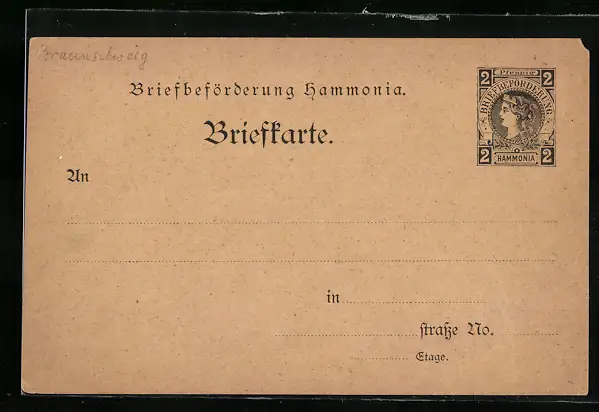 Braunschweig
Briefbeförderung Hammonia.
Briefkarte.
2 Pfennig 2
BRIEFBEFÖRDERUNG
2 HAMMONIA 2
An
in
straße No.
Etage.